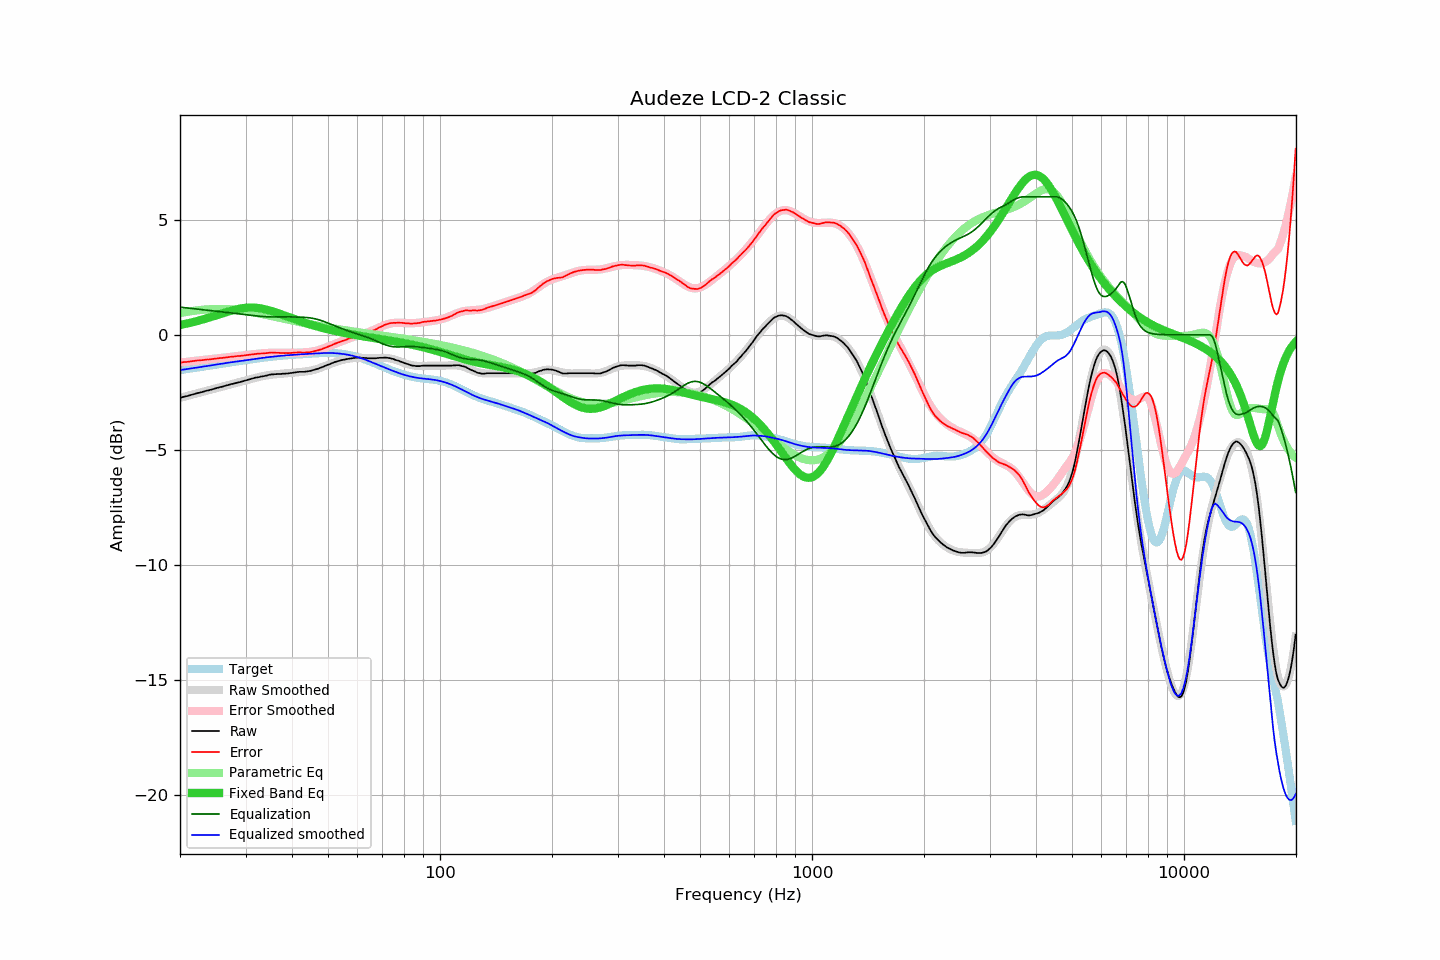 Audeze LCD-2 Classic
Amplitude (dBr)
5
0
−5
−10
−15
−20
Target
Raw Smoothed
Error Smoothed
Raw
Error
Parametric Eq
Fixed Band Eq
Equalization
Equalized smoothed
100
1000
10000
Frequency (Hz)